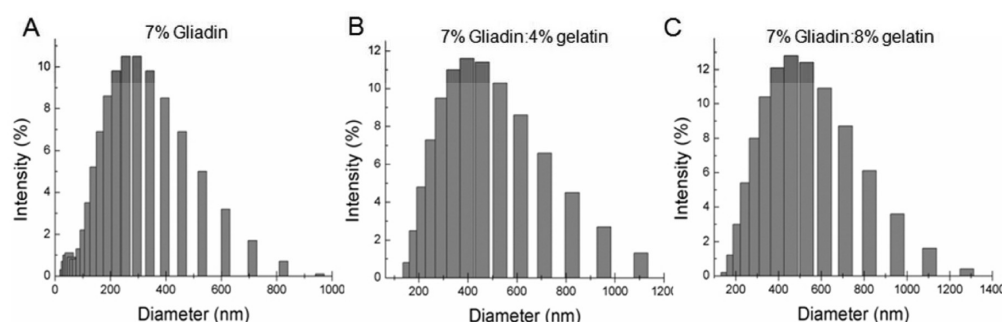 A
7% Gliadin
Intensity (%)
10
8
6
4
2
0
0 200 400 600 800 1000
Diameter (nm)
B
7% Gliadin:4% gelatin
Intensity (%)
12
10
8
6
4
2
0
200 400 600 800 1000 1200
Diameter (nm)
C
7% Gliadin:8% gelatin
Intensity (%)
12
10
8
6
4
2
0
200 400 600 800 1000 1200 1400
Diameter (nm)